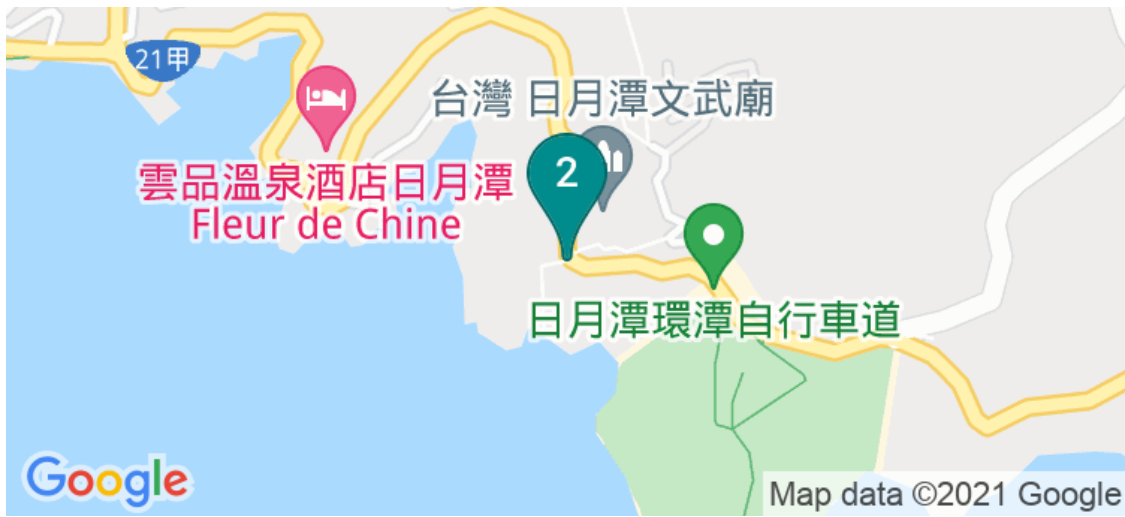 21甲
台灣 日月潭文武廟
2
雲品溫泉酒店日月潭
Fleur de Chine
日月潭環潭自行車道
Google
Map data ©2021 Google